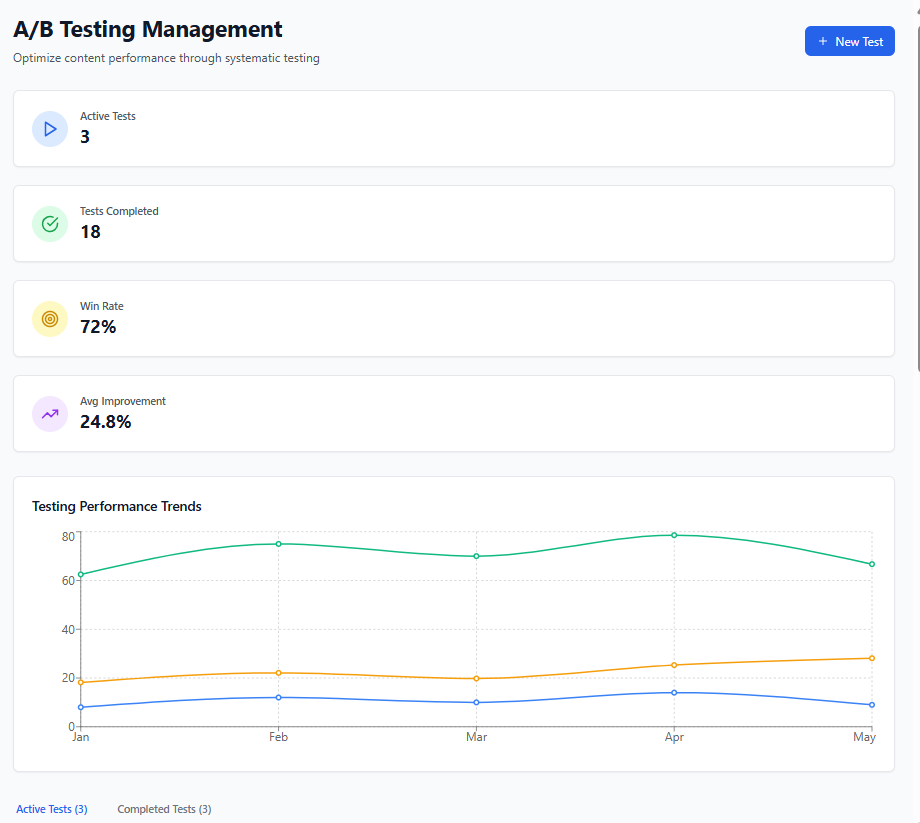 A/B Testing Management
Optimize content performance through systematic testing
+ New Test
Active Tests
3
Tests Completed
18
Win Rate
72%
Avg Improvement
24.8%
Testing Performance Trends
80
60
40
20
0
Jan Feb Mar Apr May
Active Tests (3) Completed Tests (3)